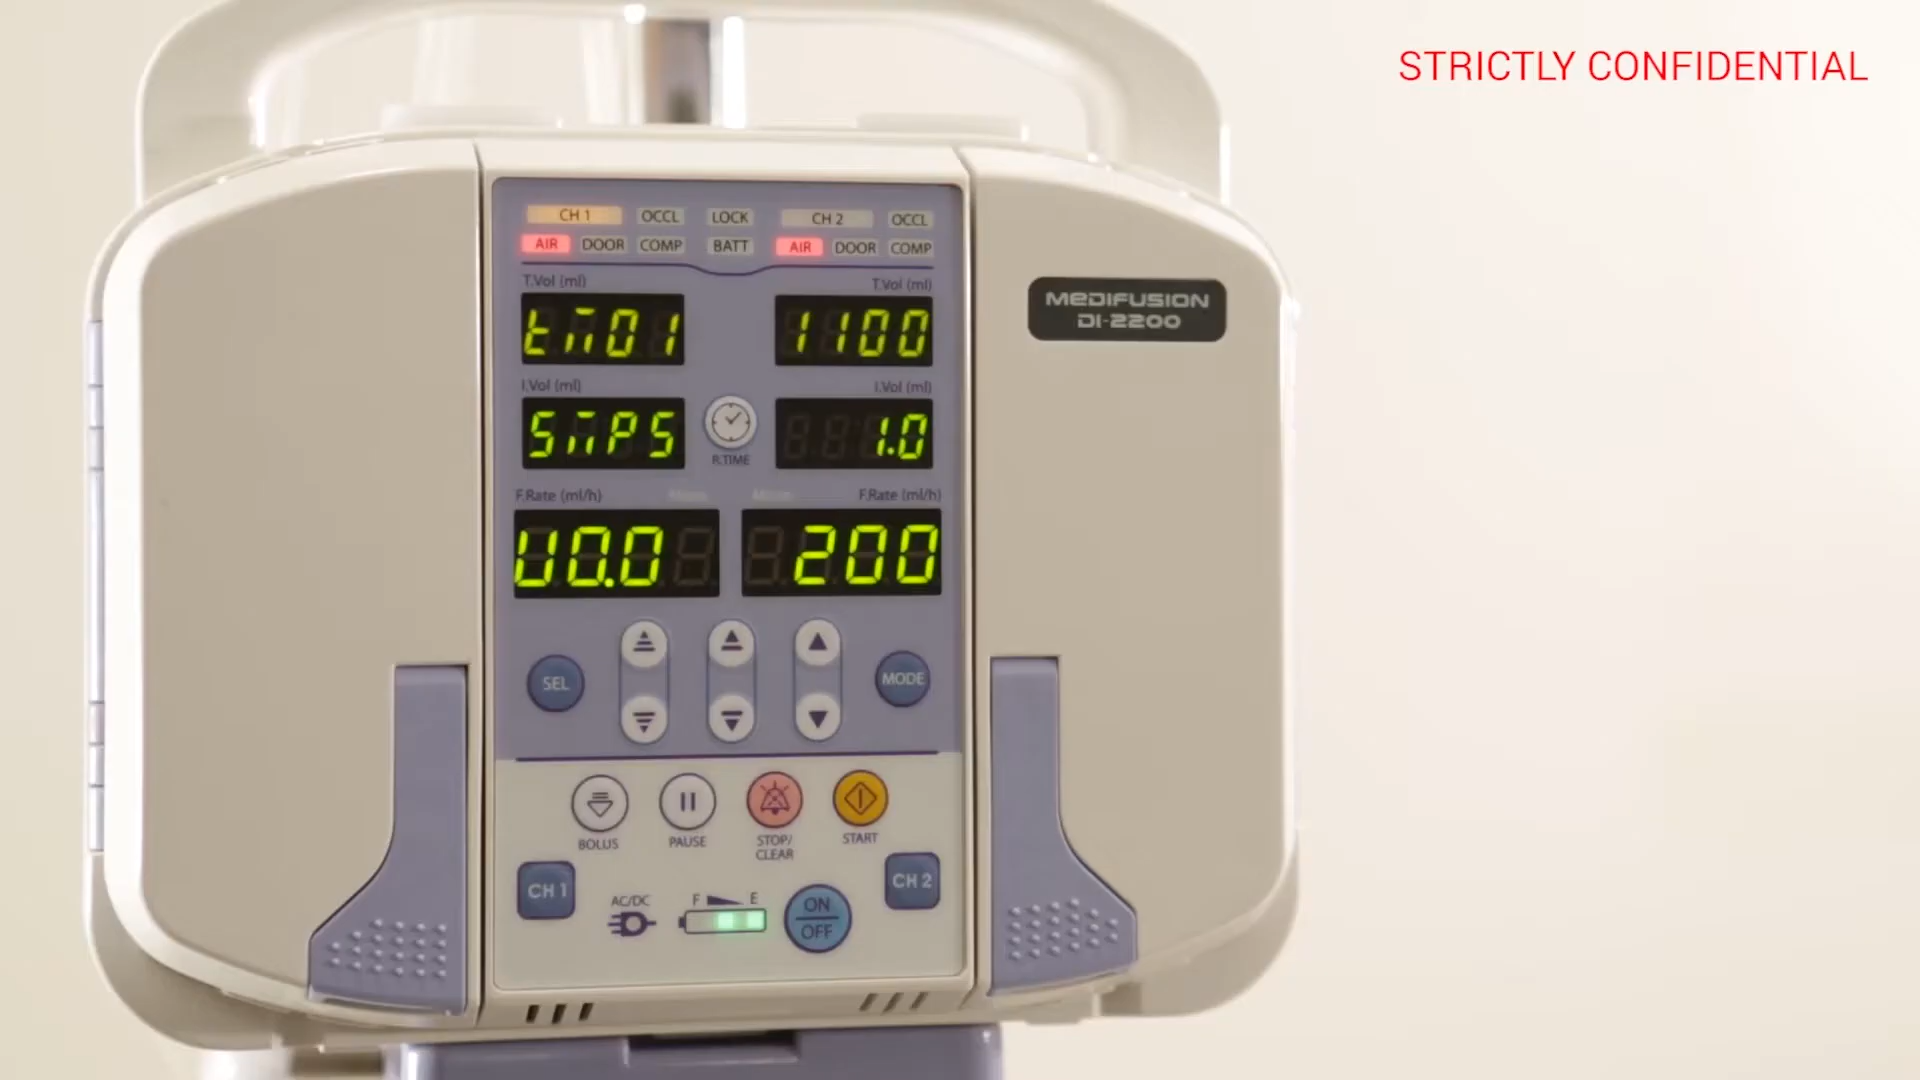 STRICTLY CONFIDENTIAL
CH 1 OCCL LOCK CH 2 OCCL
AIR DOOR COMP BATT AIR DOOR COMP
T.Vol (ml) T.Vol (ml)
1100
MEDIFUSION
DI-2200
I.Vol (ml) I.Vol (ml)
1.0
R.TIME
F.Rate (ml/h) F.Rate (ml/h)
U0.0 200
SEL MODE
BOLUS PAUSE STOP/
CLEAR START
CH 1 CH 2
AC/DC F E ON
OFF